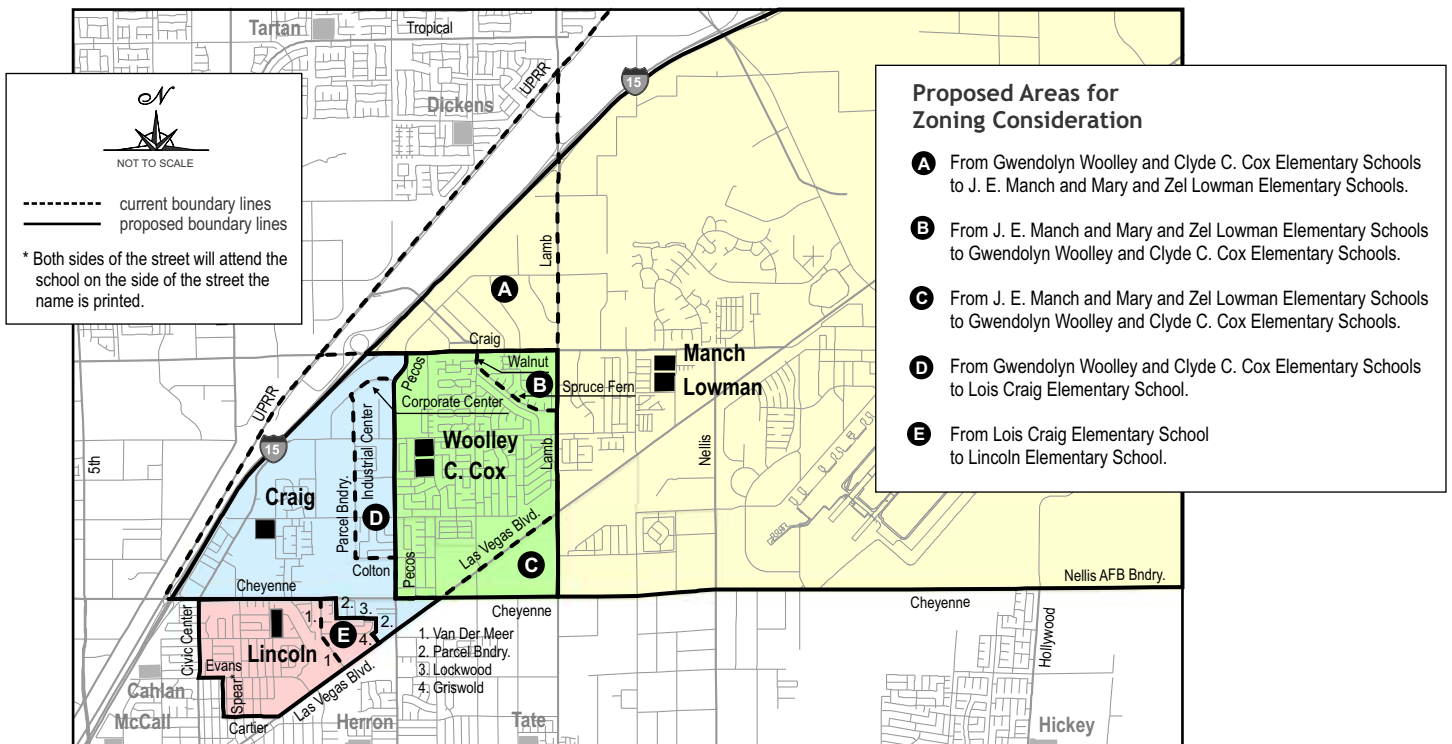 Tartan
Tropical
UPRR
15
Dickens
N
NOT TO SCALE
current boundary lines
proposed boundary lines
* Both sides of the street will attend the
school on the side of the street the
name is printed.
Proposed Areas for
Zoning Consideration
A From Gwendolyn Woolley and Clyde C. Cox Elementary Schools
to J. E. Manch and Mary and Zel Lowman Elementary Schools.
B From J. E. Manch and Mary and Zel Lowman Elementary Schools
to Gwendolyn Woolley and Clyde C. Cox Elementary Schools.
C From J. E. Manch and Mary and Zel Lowman Elementary Schools
to Gwendolyn Woolley and Clyde C. Cox Elementary Schools.
D From Gwendolyn Woolley and Clyde C. Cox Elementary Schools
to Lois Craig Elementary School.
E From Lois Craig Elementary School
to Lincoln Elementary School.
Lamb
A
Craig
Pecos
Walnut
B
Spruce Fern
Manch
Lowman
Corporate Center
UPRR
15
5th
Industrial Center
Parcel Bndry.
Woolley
C. Cox
Lamb
Nellis
Craig
D
Las Vegas Blvd.
Colton
Pecos
C
Cheyenne
Nellis AFB Bndry.
Cheyenne
Cheyenne
Civic Center
1.
2.
3.
2.
E
4.
1
Lincoln
Evans
Spear*
Las Vegas Blvd.
Cartier
1. Van Der Meer
2. Parcel Bndry.
3. Lockwood
4. Griswold
Hollywood
Cahlan
McCall
Herron
Tate
Hickey